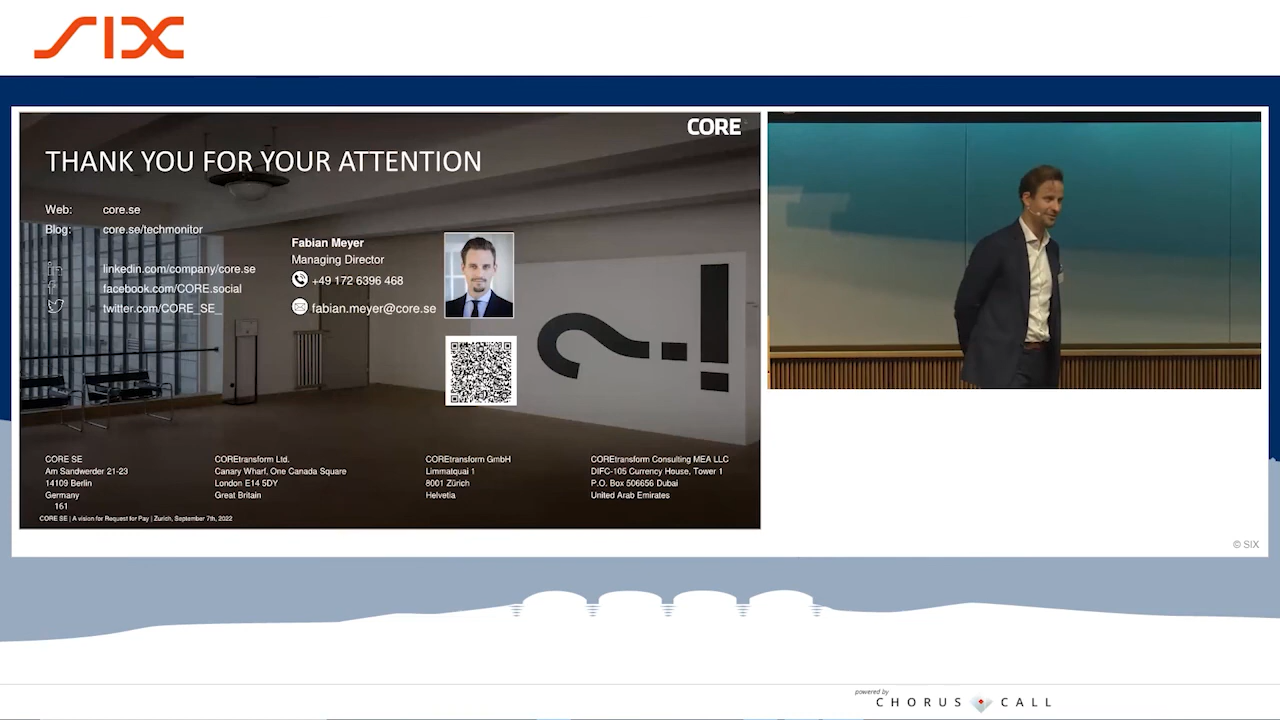 SIX
CORE
THANK YOU FOR YOUR ATTENTION
Web: core.se
Blog: core.se/techmonitor
linkedin.com/company/core.se
facebook.com/CORE.social
twitter.com/CORE_SE_
Fabian Meyer
Managing Director
+49 172 6396 468
fabian.meyer@core.se
?!
CORE SE
Am Sandwerder 21-23
14109 Berlin
Germany
161
COREtransform Ltd.
Canary Wharf, One Canada Square
London E14 5DY
Great Britain
COREtransform GmbH
Limmatquai 1
8001 Zürich
Helvetia
COREtransform Consulting MEA LLC
DIFC-105 Currency House, Tower 1
P.O. Box 506656 Dubai
United Arab Emirates
CORE SE | A vision for Request for Pay | Zurich, September 7th, 2022
© SIX
powered by
CHORUS CALL